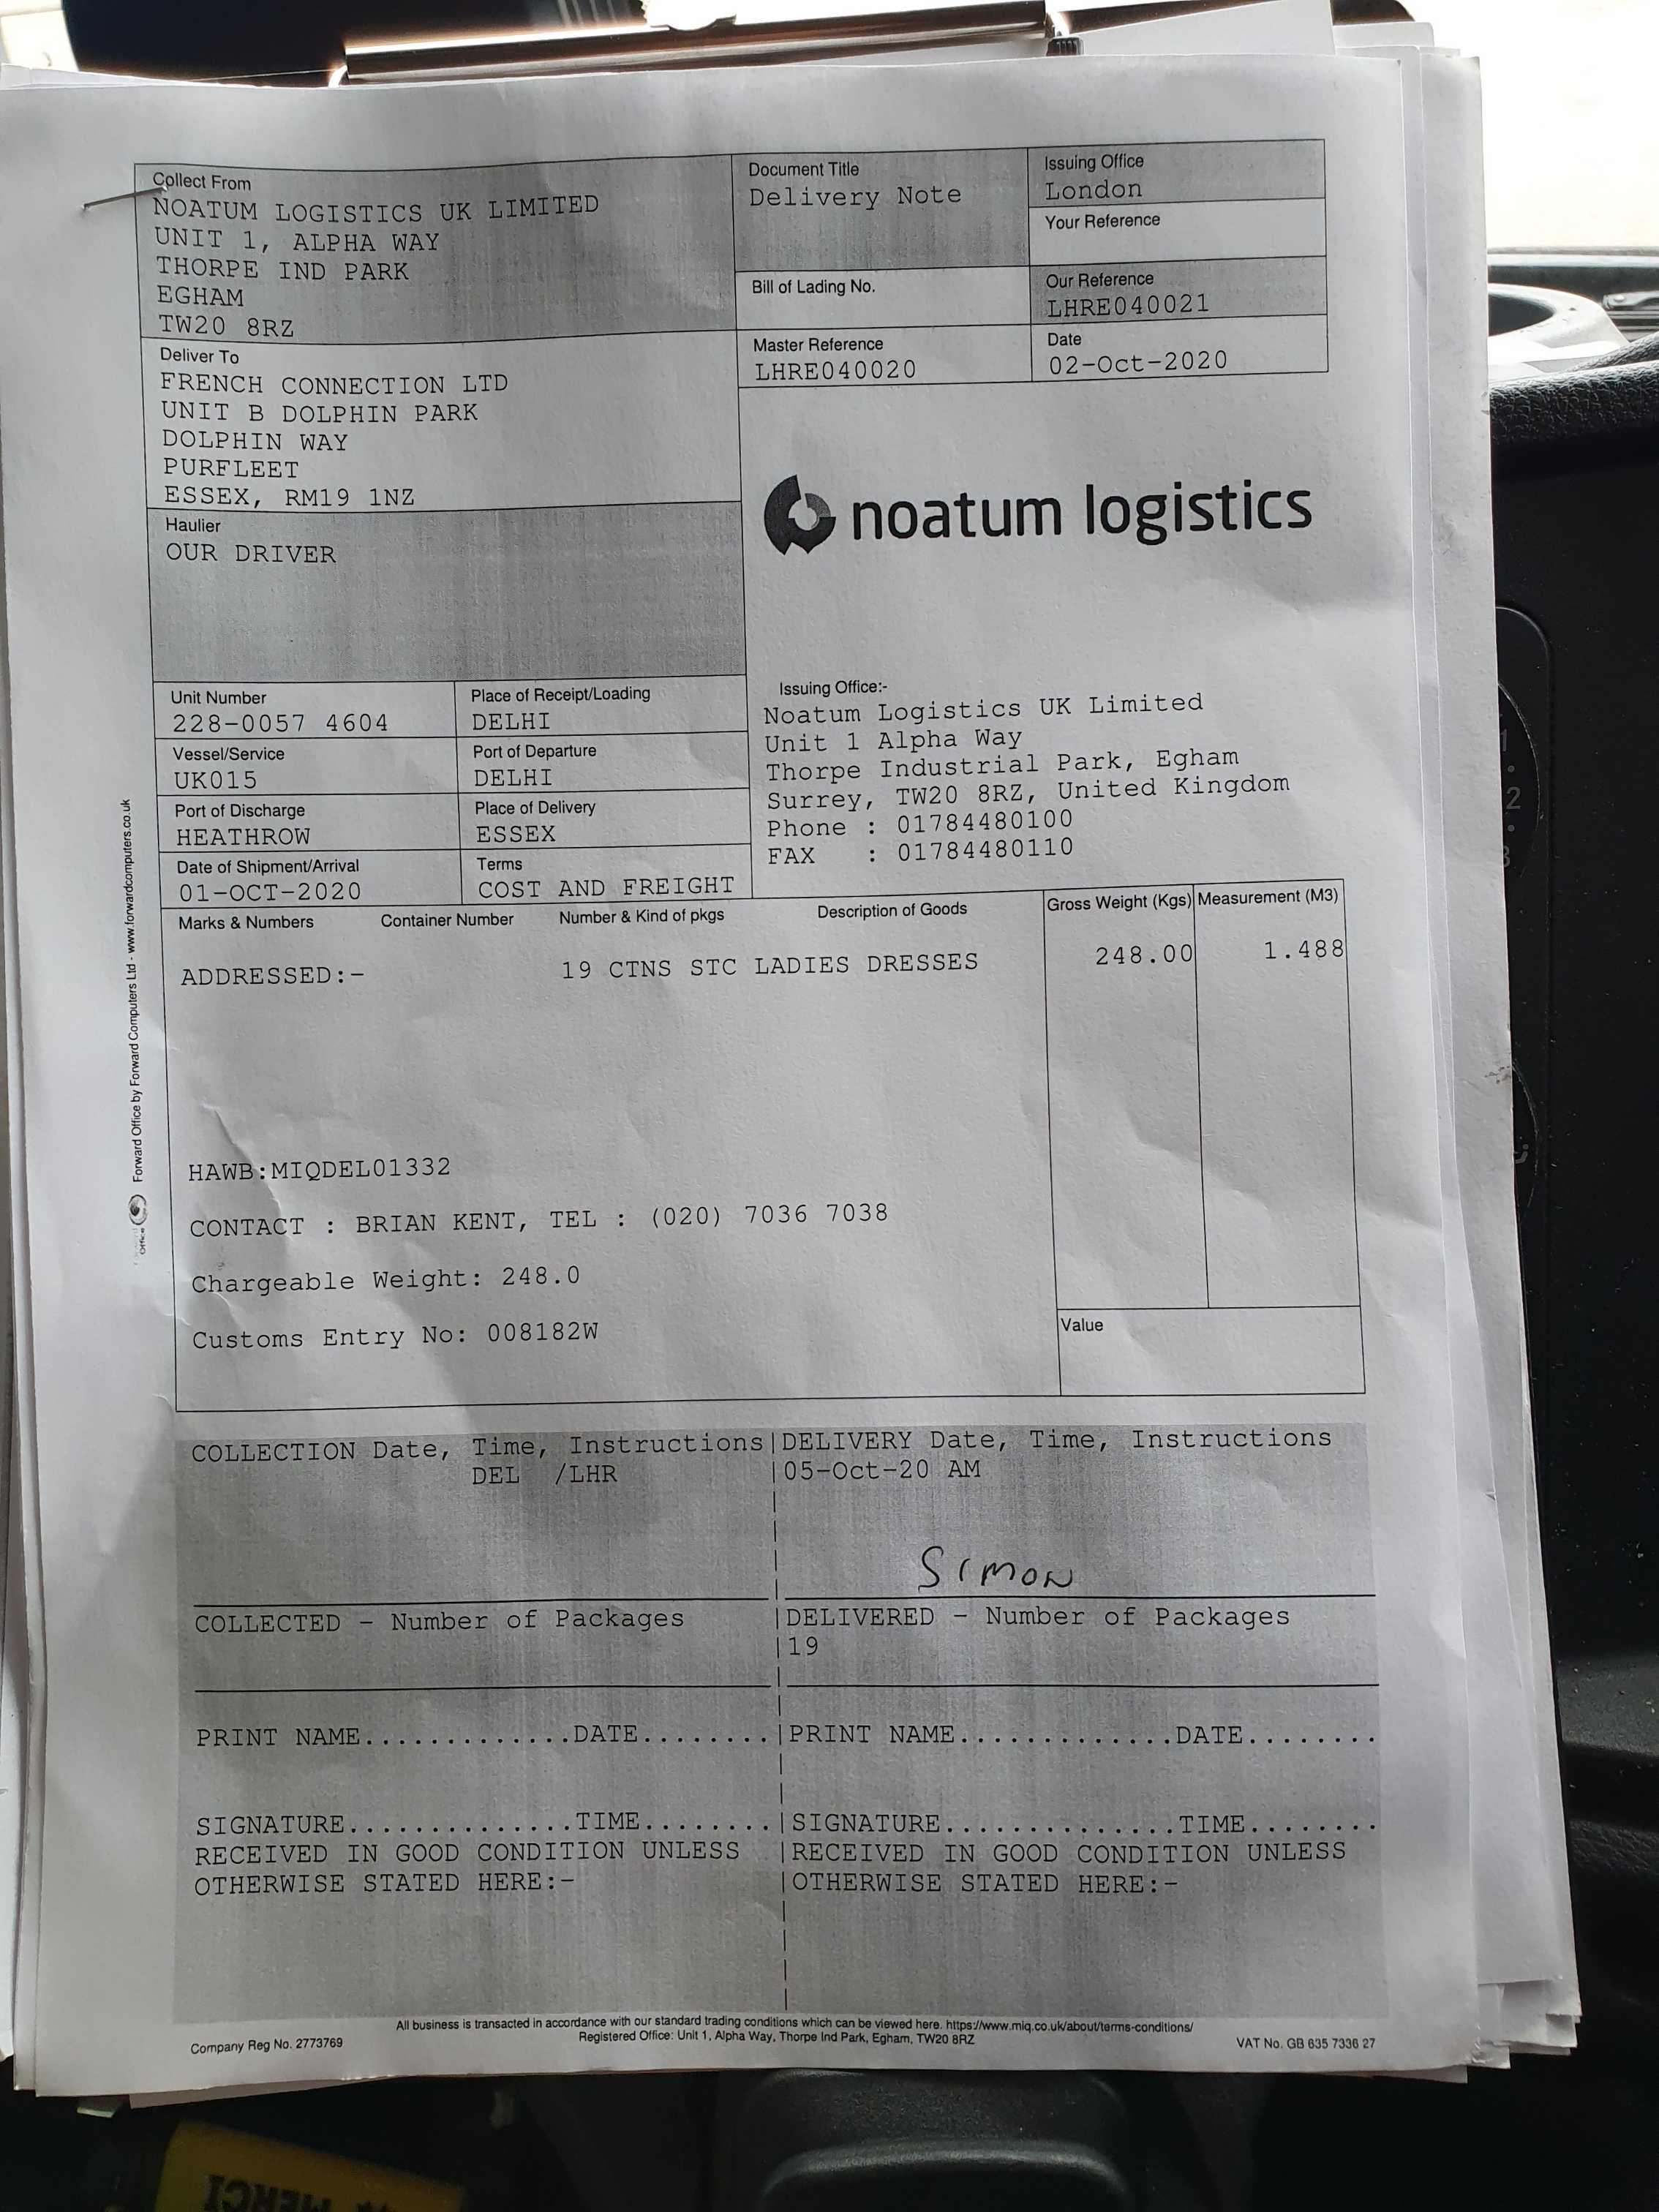 Collect From
NOATUM LOGISTICS UK LIMITED
UNIT 1, ALPHA WAY
THORPE IND PARK
EGHAM
TW20 8RZ
Document Title
Delivery Note
Issuing Office
London
Your Reference
Bill of Lading No.
Our Reference
LHRE040021
Master Reference
LHRE040020
Date
02-Oct-2020
Deliver To
FRENCH CONNECTION LTD
UNIT B DOLPHIN PARK
DOLPHIN WAY
PURFLEET
ESSEX, RM19 1NZ
Haulier
OUR DRIVER
noatum logistics
Unit Number
228-0057 4604
Place of Receipt/Loading
DELHI
Vessel/Service
UK015
Port of Departure
DELHI
Port of Discharge
HEATHROW
Place of Delivery
ESSEX
Date of Shipment/Arrival
01-OCT-2020
Terms
COST AND FREIGHT
Issuing Office:-
Noatum Logistics UK Limited
Unit 1 Alpha Way
Thorpe Industrial Park, Egham
Surrey, TW20 8RZ, United Kingdom
Phone : 01784480100
FAX : 01784480110
Marks & Numbers Container Number Number & Kind of pkgs Description of Goods Gross Weight (Kgs) Measurement (M3)
ADDRESSED:- 19 CTNS STC LADIES DRESSES 248.00 1.488
HAWB:MIQDEL01332
CONTACT : BRIAN KENT, TEL : (020) 7036 7038
Chargeable Weight: 248.0
Customs Entry No: 008182W
Value
Forward Office by Forward Computers Ltd - www.forwardcomputers.co.uk
COLLECTION Date, Time, Instructions
DEL /LHR
DELIVERY Date, Time, Instructions
05-Oct-20 AM
SIMON
COLLECTED - Number of Packages
DELIVERED - Number of Packages
19
PRINT NAME.............DATE........
PRINT NAME.............DATE........
SIGNATURE..............TIME........
RECEIVED IN GOOD CONDITION UNLESS
OTHERWISE STATED HERE:-
SIGNATURE..............TIME........
RECEIVED IN GOOD CONDITION UNLESS
OTHERWISE STATED HERE:-
All business is transacted in accordance with our standard trading conditions which can be viewed here. https://www.miq.co.uk/about/terms-conditions/
Company Reg No. 2773769
Registered Office: Unit 1, Alpha Way, Thorpe Ind Park, Egham, TW20 8RZ
VAT No. GB 635 7336 27
MERCI